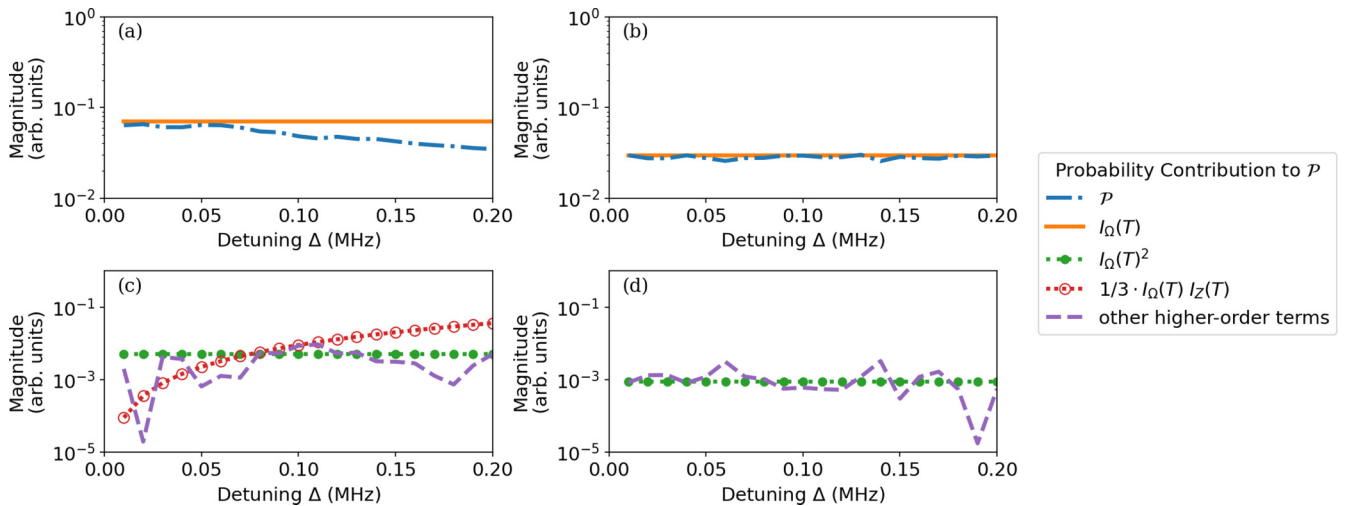 (a)
10⁰
10⁻¹
10⁻²
Magnitude
(arb. units)
0.00 0.05 0.10 0.15 0.20
Detuning Δ (MHz)
(b)
10⁰
10⁻¹
10⁻²
Magnitude
(arb. units)
0.00 0.05 0.10 0.15 0.20
Detuning Δ (MHz)
(c)
10⁻¹
10⁻³
10⁻⁵
Magnitude
(arb. units)
0.00 0.05 0.10 0.15 0.20
Detuning Δ (MHz)
(d)
10⁻¹
10⁻³
10⁻⁵
Magnitude
(arb. units)
0.00 0.05 0.10 0.15 0.20
Detuning Δ (MHz)
Probability Contribution to 𝒫
𝒫
I_Ω(T)
I_Ω(T)²
1/3 · I_Ω(T) I_Z(T)
other higher-order terms